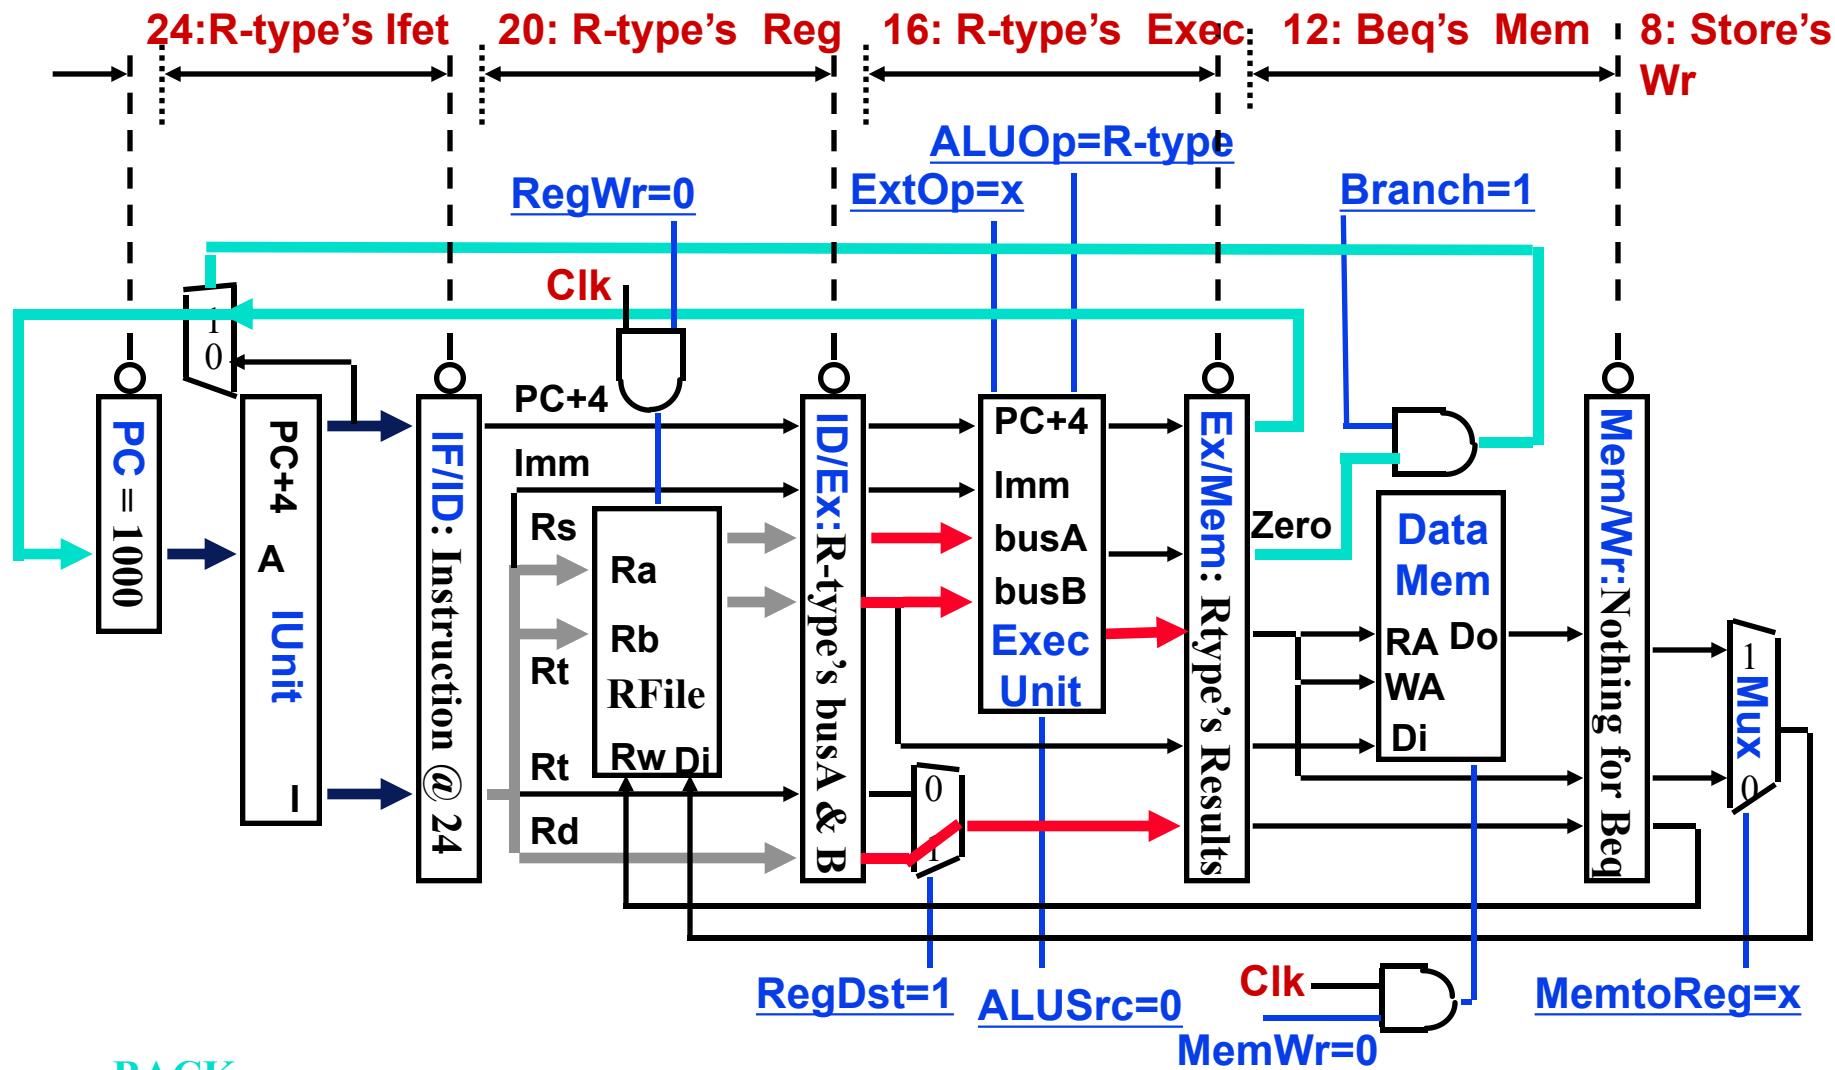 24:R-type's Ifet
20: R-type's Reg
16: R-type's Exec
12: Beq's Mem
8: Store's
Wr
ALUOp=R-type
RegWr=0
ExtOp=x
Branch=1
Clk
1
0
PC = 1000
PC+4
A
IUnit
I
IF/ID: Instruction @ 24
PC+4
Imm
Rs
Rt
Rt
Rd
Ra
Rb
RFile
Rw Di
ID/Ex:R-type's busA & B
0
1
PC+4
Imm
busA
busB
Exec
Unit
Ex/Mem: Rtype's Results
Zero
Data
Mem
RA Do
WA
Di
Mem/Wr:Nothing for Beq
1
Mux
0
RegDst=1
ALUSrc=0
Clk
MemWr=0
MemtoReg=x
BACK